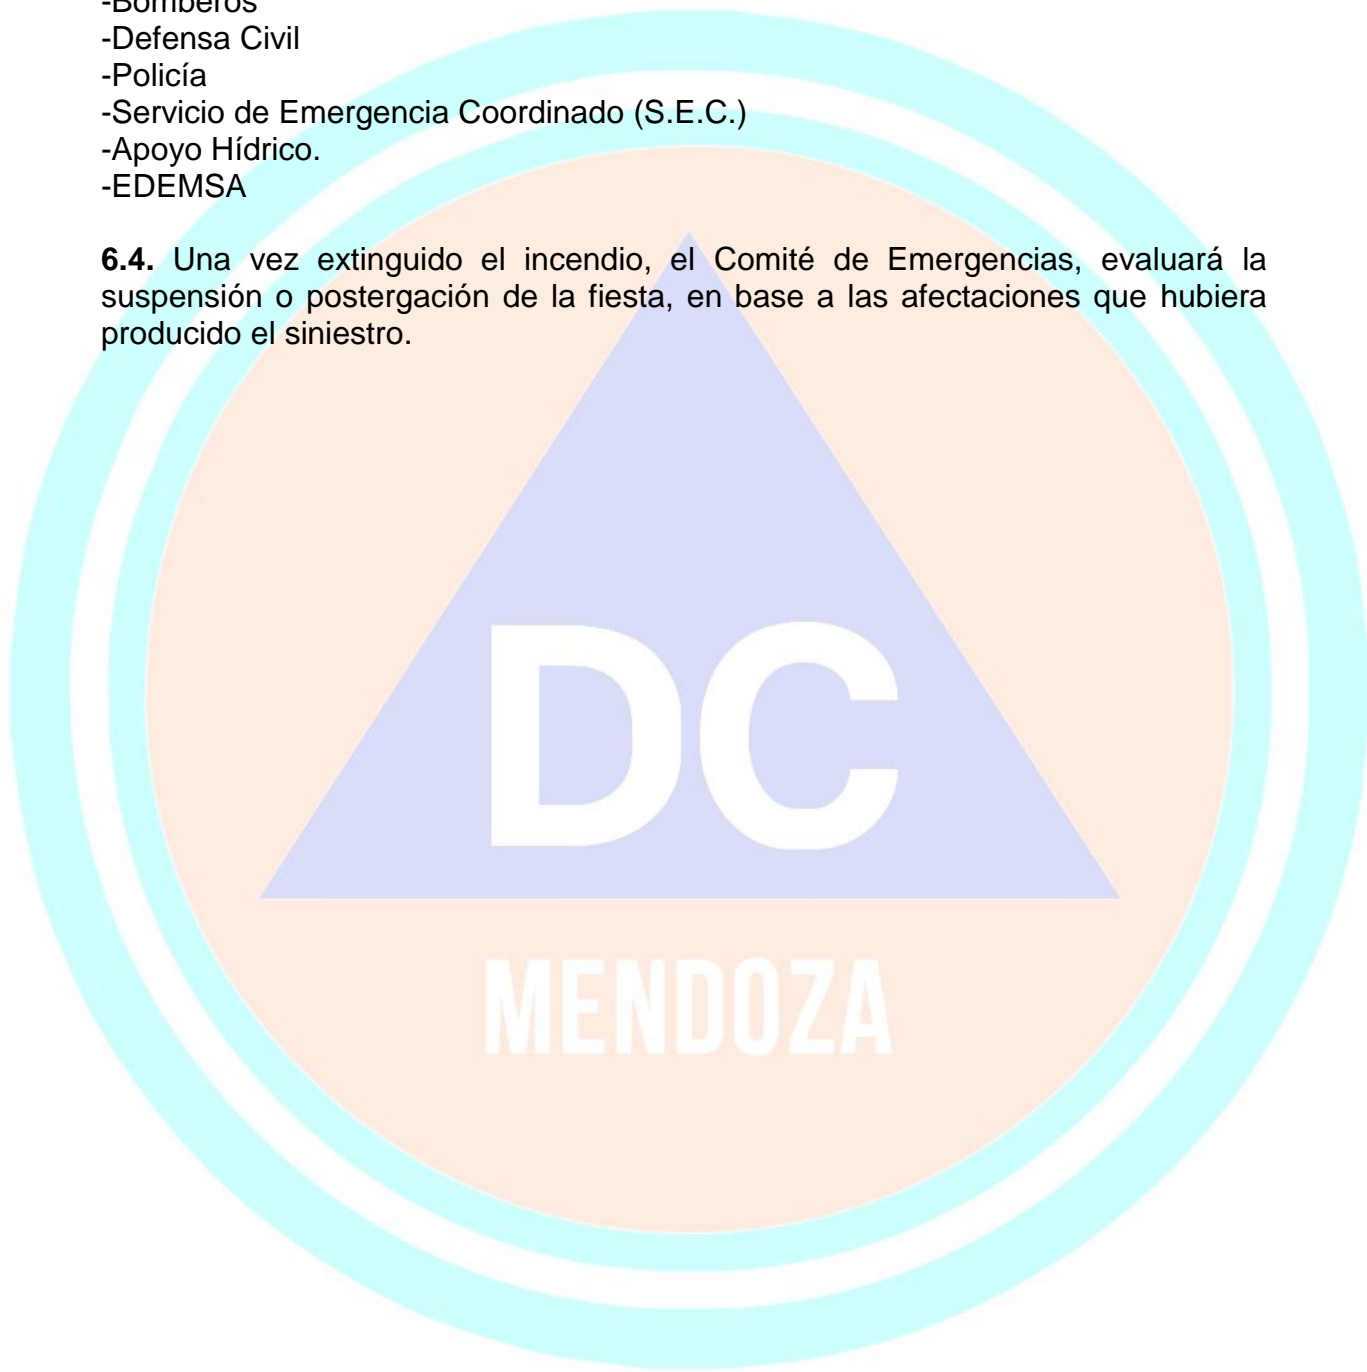 -Bomberos
-Defensa Civil
-Policía
-Servicio de Emergencia Coordinado (S.E.C.)
-Apoyo Hídrico.
-EDEMSA
6.4. Una vez extinguido el incendio, el Comité de Emergencias, evaluará la
suspensión o postergación de la fiesta, en base a las afectaciones que hubiera
producido el siniestro.
DC
MENDOZA